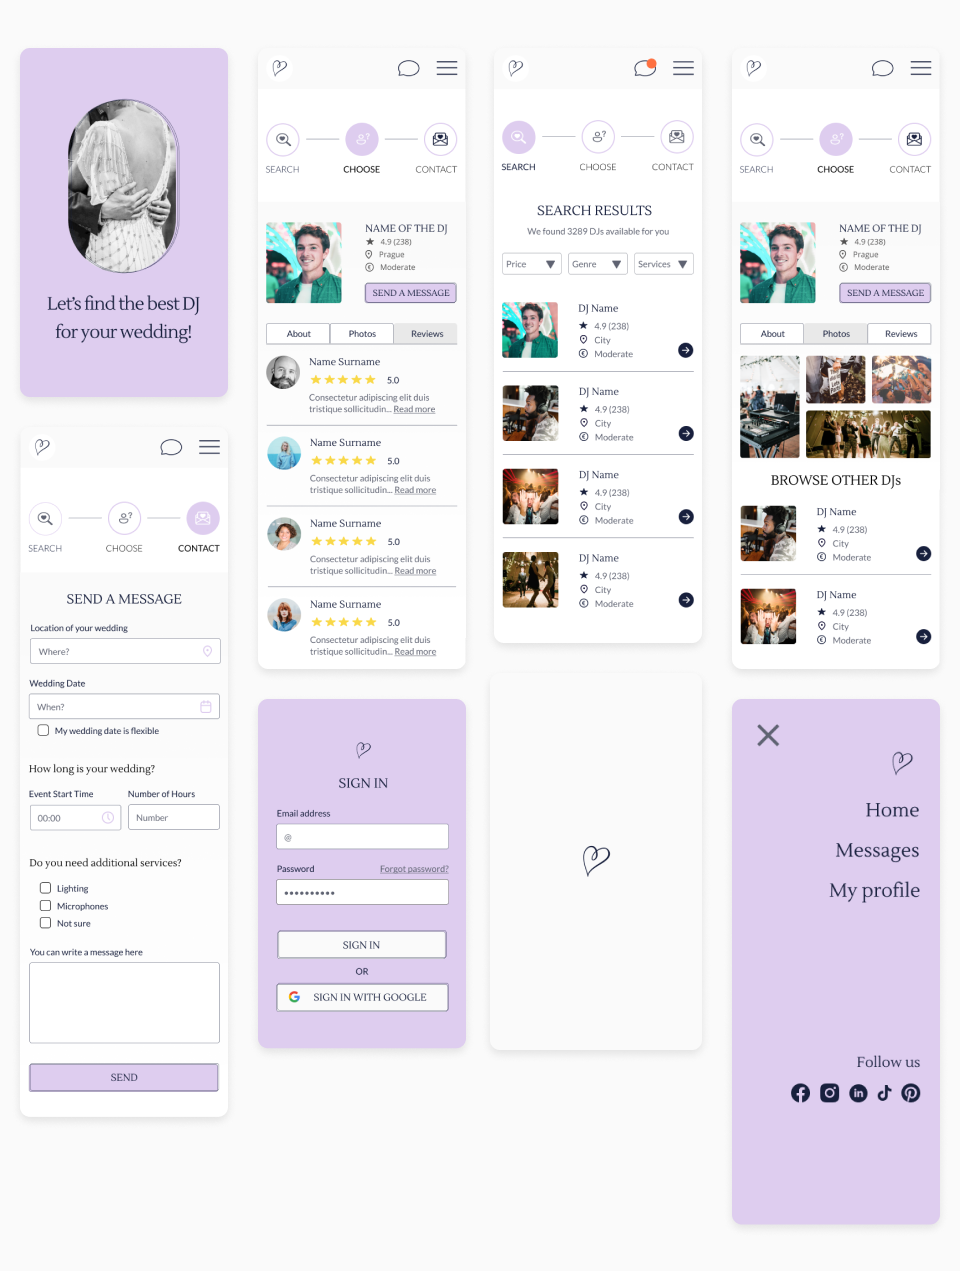 Let's find the best DJ
for your wedding!
SEARCH
CHOOSE
CONTACT
SEND A MESSAGE
Location of your wedding
Where?
Wedding Date
When?
My wedding date is flexible
How long is your wedding?
Event Start Time
Number of Hours
00:00
Number
Do you need additional services?
Lighting
Microphones
Not sure
You can write a message here
SEND
SEARCH
CHOOSE
CONTACT
NAME OF THE DJ
4.9 (238)
Prague
Moderate
SEND A MESSAGE
About
Photos
Reviews
Name Surname
5.0
Consectetur adipiscing elit duis
tristique sollicitudin... Read more
Name Surname
5.0
Consectetur adipiscing elit duis
tristique sollicitudin... Read more
Name Surname
5.0
Consectetur adipiscing elit duis
tristique sollicitudin... Read more
Name Surname
5.0
Consectetur adipiscing elit duis
tristique sollicitudin... Read more
SIGN IN
Email address
@
Password
Forgot password?
SIGN IN
OR
SIGN IN WITH GOOGLE
SEARCH
CHOOSE
CONTACT
SEARCH RESULTS
We found 3289 DJs available for you
Price
Genre
Services
DJ Name
4.9 (238)
City
Moderate
DJ Name
4.9 (238)
City
Moderate
DJ Name
4.9 (238)
City
Moderate
DJ Name
4.9 (238)
City
Moderate
SEARCH
CHOOSE
CONTACT
NAME OF THE DJ
4.9 (238)
Prague
Moderate
SEND A MESSAGE
About
Photos
Reviews
BROWSE OTHER DJs
DJ Name
4.9 (238)
City
Moderate
DJ Name
4.9 (238)
City
Moderate
Home
Messages
My profile
Follow us